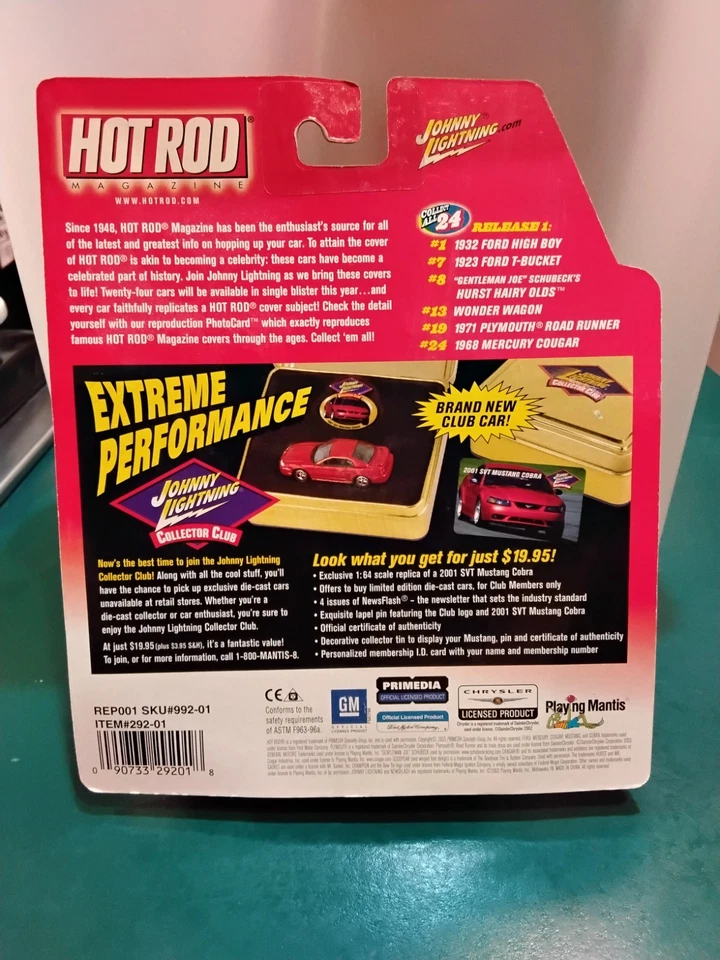 HOT ROD®
MAGAZINE
WWW.HOTROD.COM
JOHNNY LIGHTNING®.com
Since 1948, HOT ROD® Magazine has been the enthusiast's source for all
of the latest and greatest info on hopping up your car. To attain the cover
of HOT ROD® is akin to becoming a celebrity: these cars have become a
celebrated part of history. Join Johnny Lightning as we bring these covers
to life! Twenty-four cars will be available in single blister this year...and
every car faithfully replicates a HOT ROD® cover subject! Check the detail
yourself with our reproduction PhotoCard™ which exactly reproduces
famous HOT ROD® Magazine covers through the ages. Collect 'em all!
COLLECT ALL 24
RELEASE 1:
#1 1932 FORD HIGH BOY
#7 1923 FORD T-BUCKET
#8 "GENTLEMAN JOE" SCHUBECK'S
HURST HAIRY OLDS™
#13 WONDER WAGON
#19 1971 PLYMOUTH® ROAD RUNNER
#24 1968 MERCURY COUGAR
EXTREME
PERFORMANCE
BRAND NEW
CLUB CAR!
COLLECTOR CLUB
2001 SVT MUSTANG COBRA
JOHNNY
LIGHTNING
COLLECTOR CLUB
Now's the best time to join the Johnny Lightning
Collector Club! Along with all the cool stuff, you'll
have the chance to pick up exclusive die-cast cars
unavailable at retail stores. Whether you're a
die-cast collector or car enthusiast, you're sure to
enjoy the Johnny Lightning Collector Club.
At just $19.95 (plus $3.95 S&H), it's a fantastic value!
To join, or for more information, call 1-800-MANTIS-8.
Look what you get for just $19.95!
• Exclusive 1:64 scale replica of a 2001 SVT Mustang Cobra
• Offers to buy limited edition die-cast cars, for Club Members only
• 4 issues of NewsFlash® - the newsletter that sets the industry standard
• Exquisite lapel pin featuring the Club logo and 2001 SVT Mustang Cobra
• Official certificate of authenticity
• Decorative collector tin to display your Mustang, pin and certificate of authenticity
• Personalized membership I.D. card with your name and membership number
REP001 SKU#992-01
ITEM#292-01
0 90733 29201 8
CE 0-3
Conforms to the
safety requirements
of ASTM F963-96a.
GM
OFFICIAL
LICENSED PRODUCT
PRIMEDIA
OFFICIAL LICENSED PRODUCT
Official Licensed Product
Ford Motor Company
CHRYSLER
LICENSED PRODUCT
Playing Mantis®